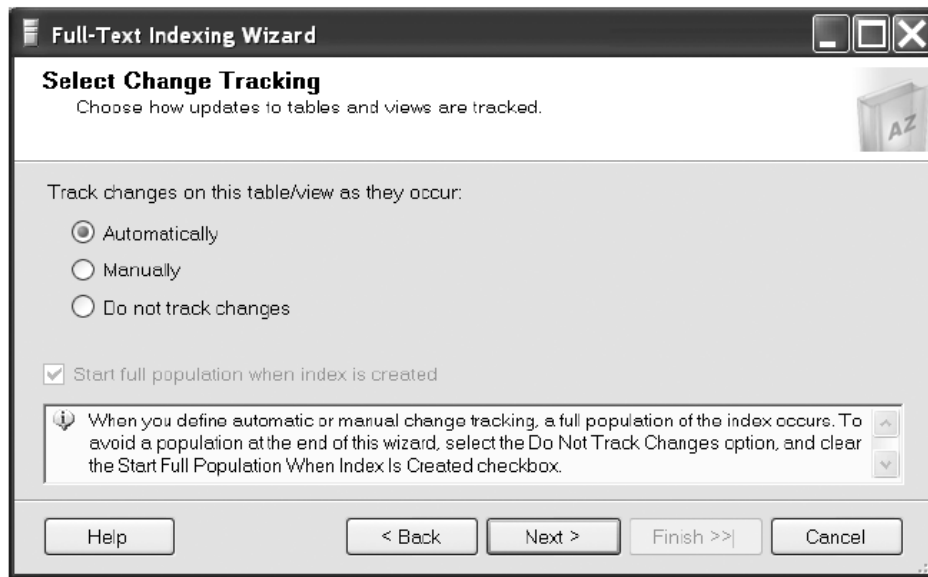 Full-Text Indexing Wizard
Select Change Tracking
Choose how updates to tables and views are tracked.
AZ
Track changes on this table/view as they occur:
Automatically
Manually
Do not track changes
Start full population when index is created
When you define automatic or manual change tracking, a full population of the index occurs. To
avoid a population at the end of this wizard, select the Do Not Track Changes option, and clear
the Start Full Population When Index Is Created checkbox.
Help
< Back
Next >
Finish >>|
Cancel